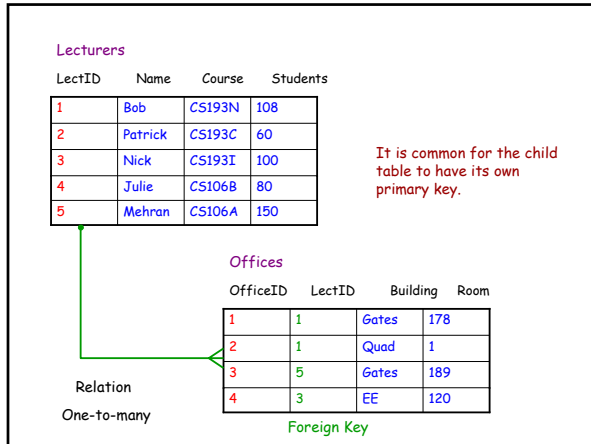 Lecturers
LectID Name Course Students
1 Bob CS193N 108
2 Patrick CS193C 60
3 Nick CS193I 100
4 Julie CS106B 80
5 Mehran CS106A 150
It is common for the child
table to have its own
primary key.
Offices
OfficeID LectID Building Room
1 1 Gates 178
2 1 Quad 1
3 5 Gates 189
4 3 EE 120
Relation
One-to-many
Foreign Key